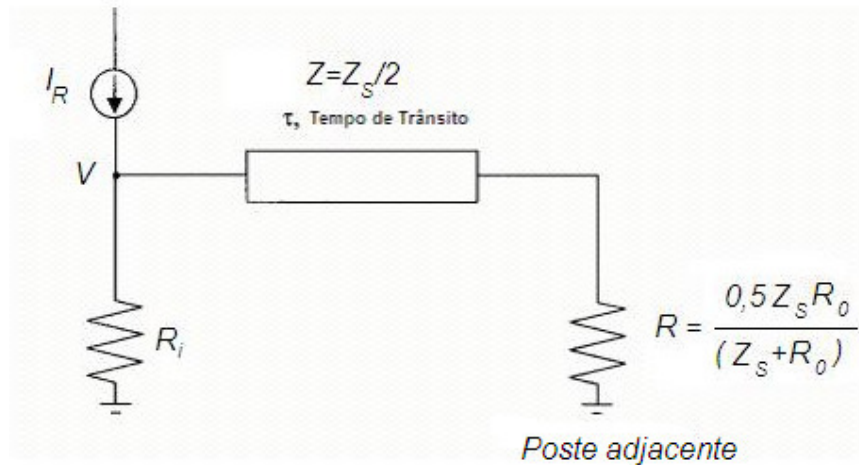 I_R
Z=Z_S/2
τ, Tempo de Trânsito
V
R_i
R = 0,5 Z_S R_0
(Z_S+R_0)
Poste adjacente